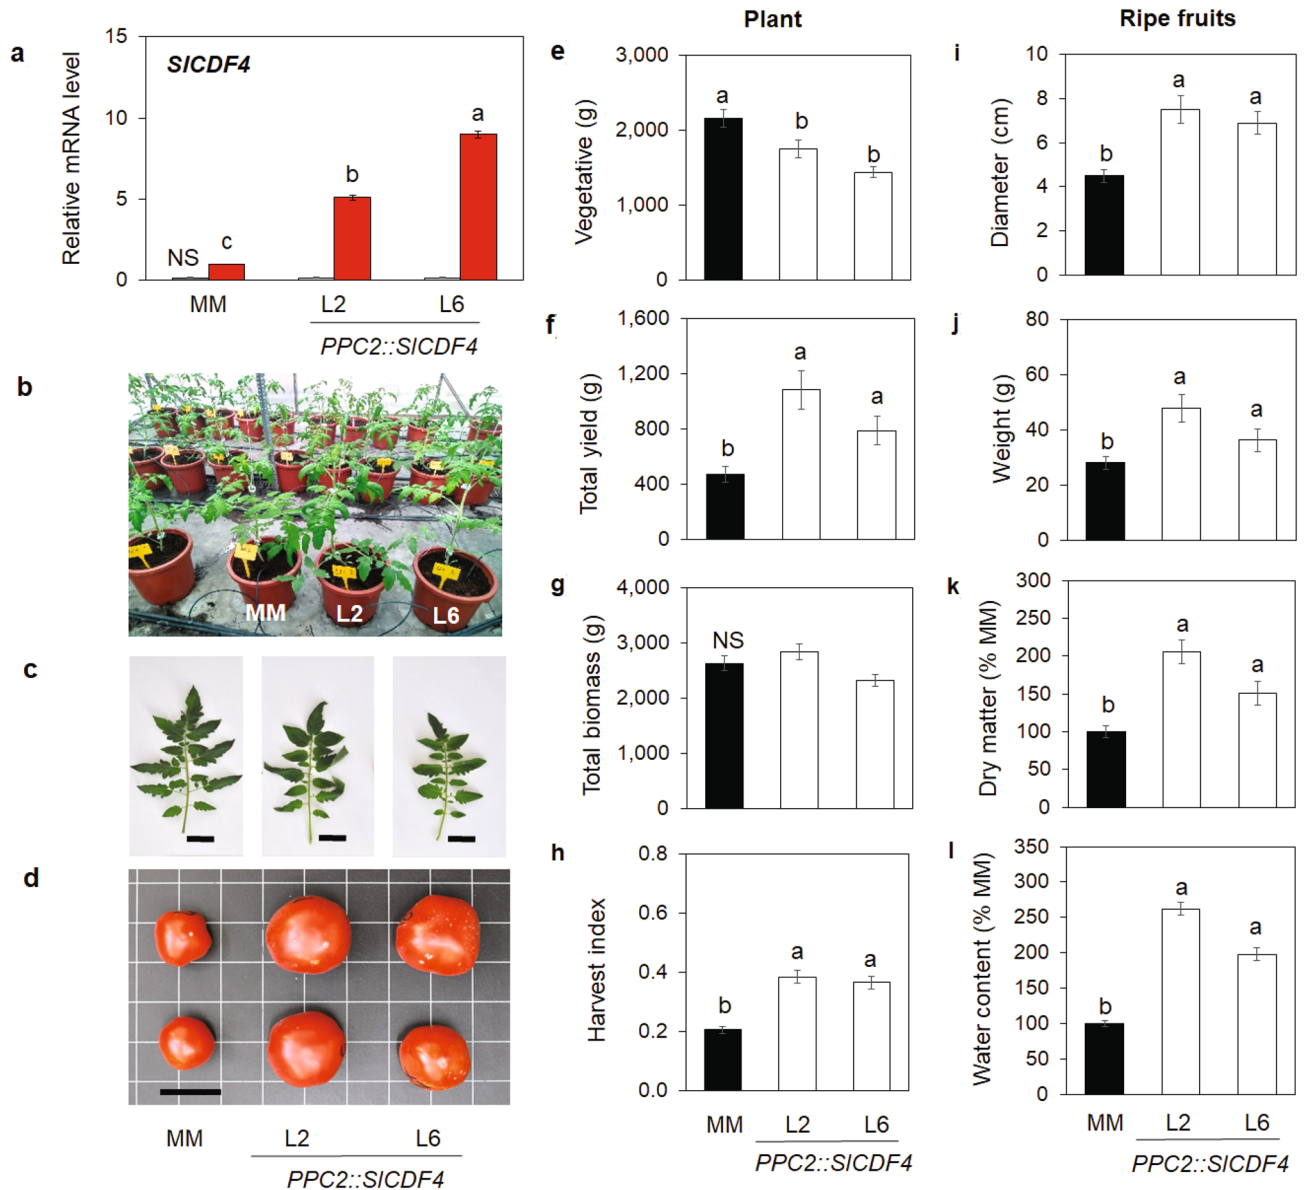 Plant
Ripe fruits
a
Relative mRNA level
15
10
5
0
SlCDF4
NS
c
b
a
MM
L2
L6
PPC2::SlCDF4
b
MM
L2
L6
c
d
MM
L2
L6
PPC2::SlCDF4
e
Vegetative (g)
3,000
2,000
1,000
0
a
b
b
f
Total yield (g)
1,600
1,200
800
400
0
b
a
a
g
Total biomass (g)
4,000
3,000
2,000
1,000
0
NS
h
Harvest index
0.8
0.6
0.4
0.2
0.0
b
a
a
MM
L2
L6
PPC2::SlCDF4
i
Diameter (cm)
10
8
6
4
2
0
b
a
a
j
Weight (g)
80
60
40
20
0
b
a
a
k
Dry matter (% MM)
300
250
200
150
100
50
0
b
a
a
l
Water content (% MM)
350
300
250
200
150
100
50
0
b
a
a
MM
L2
L6
PPC2::SlCDF4